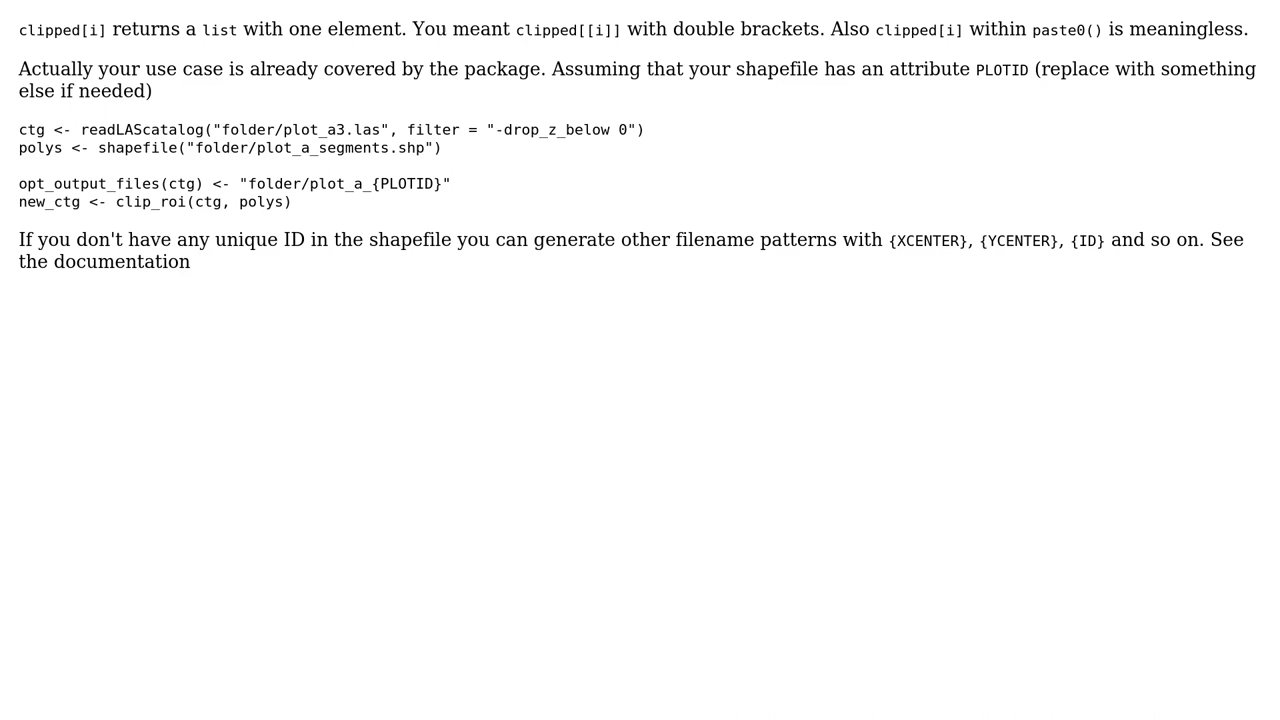 clipped[i] returns a list with one element. You meant clipped[[i]] with double brackets. Also clipped[i] within paste0() is meaningless.
Actually your use case is already covered by the package. Assuming that your shapefile has an attribute PLOTID (replace with something
else if needed)
ctg <- readLAScatalog("folder/plot_a3.las", filter = "-drop_z_below 0")
polys <- shapefile("folder/plot_a_segments.shp")
opt_output_files(ctg) <- "folder/plot_a_{PLOTID}"
new_ctg <- clip_roi(ctg, polys)
If you don't have any unique ID in the shapefile you can generate other filename patterns with {XCENTER}, {YCENTER}, {ID} and so on. See
the documentation